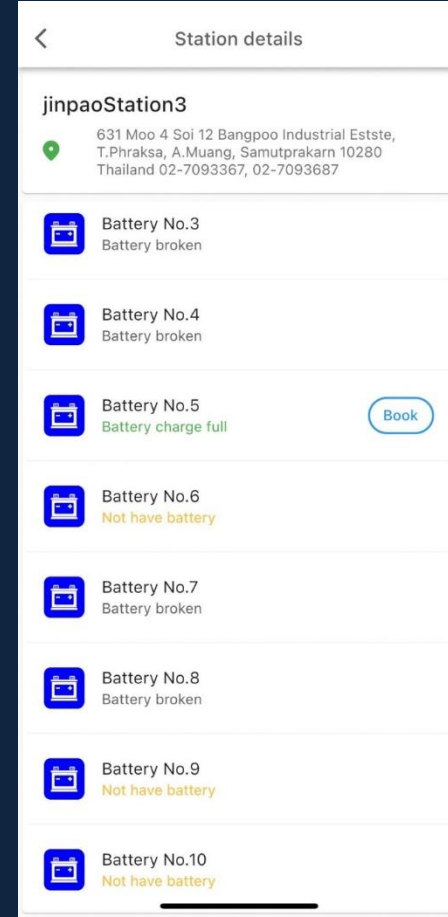 Station details
jinpaoStation3
631 Moo 4 Soi 12 Bangpoo Industrial Estste,
T.Phraksa, A.Muang, Samutprakarn 10280
Thailand 02-7093367, 02-7093687
Battery No.3
Battery broken
Battery No.4
Battery broken
Battery No.5
Battery charge full
Book
Battery No.6
Not have battery
Battery No.7
Battery broken
Battery No.8
Battery broken
Battery No.9
Not have battery
Battery No.10
Not have battery